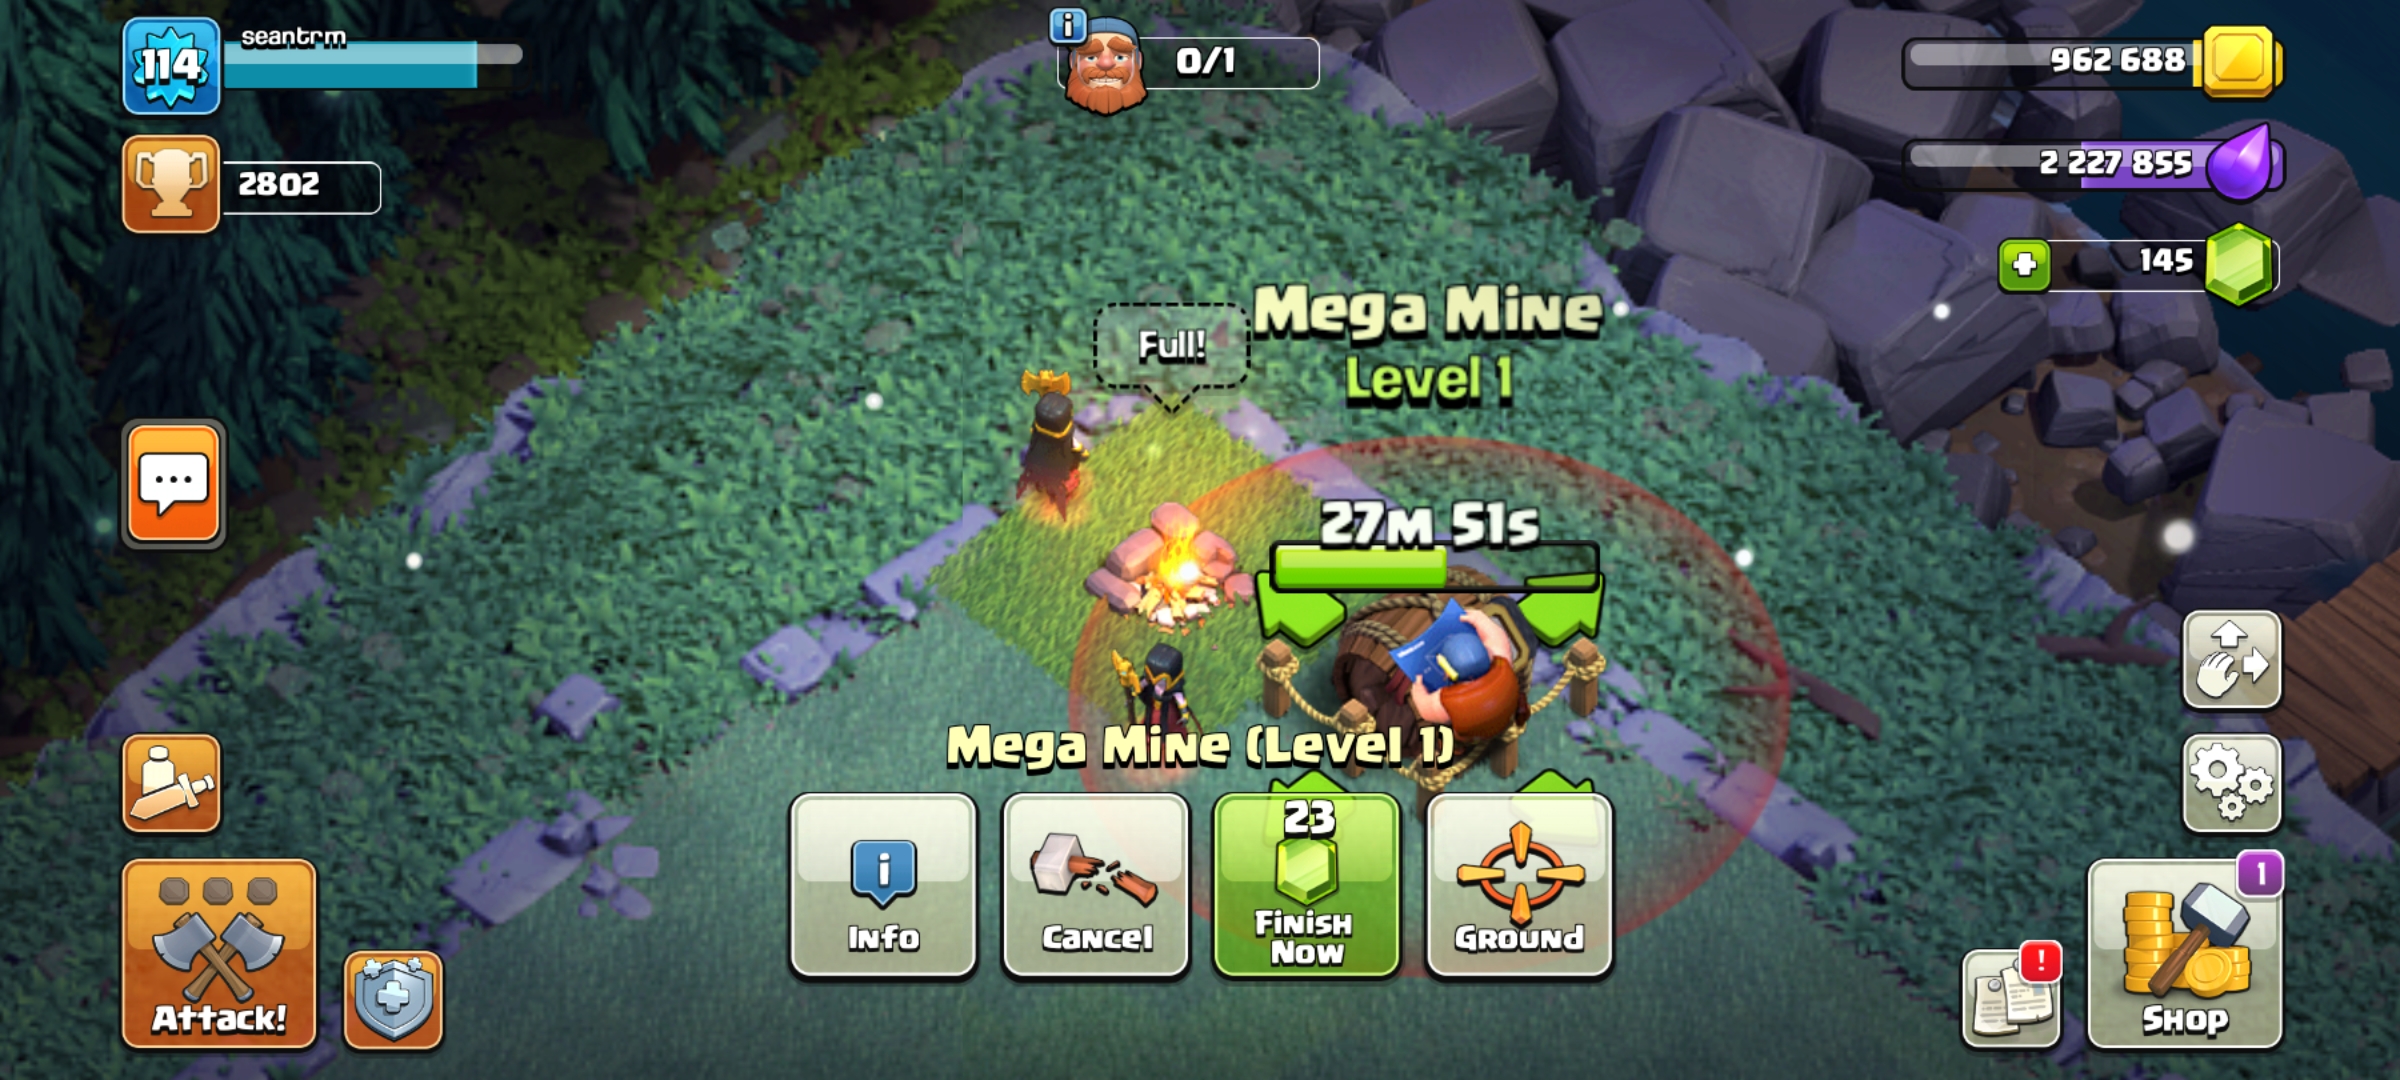 114
seantrm
0/1
962 688
2802
2 227 855
145
Full!
Mega Mine
Level 1
27M 51s
Mega Mine (Level 1)
Info
Cancel
23
Finish
Now
Ground
Attack!
1
!
Shop